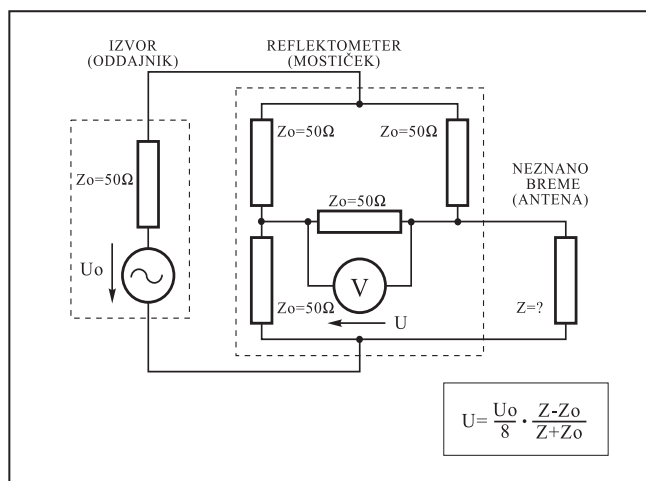 IZVOR
(ODDAJNIK)
REFLEKTOMETER
(MOSTIČEK)
Zo=50Ω
Zo=50Ω
Zo=50Ω
Zo=50Ω
NEZNANO
BREME
(ANTENA)
Uo
V
Zo=50Ω
U
Z=?
U= Uo/8 · Z-Zo/Z+Zo